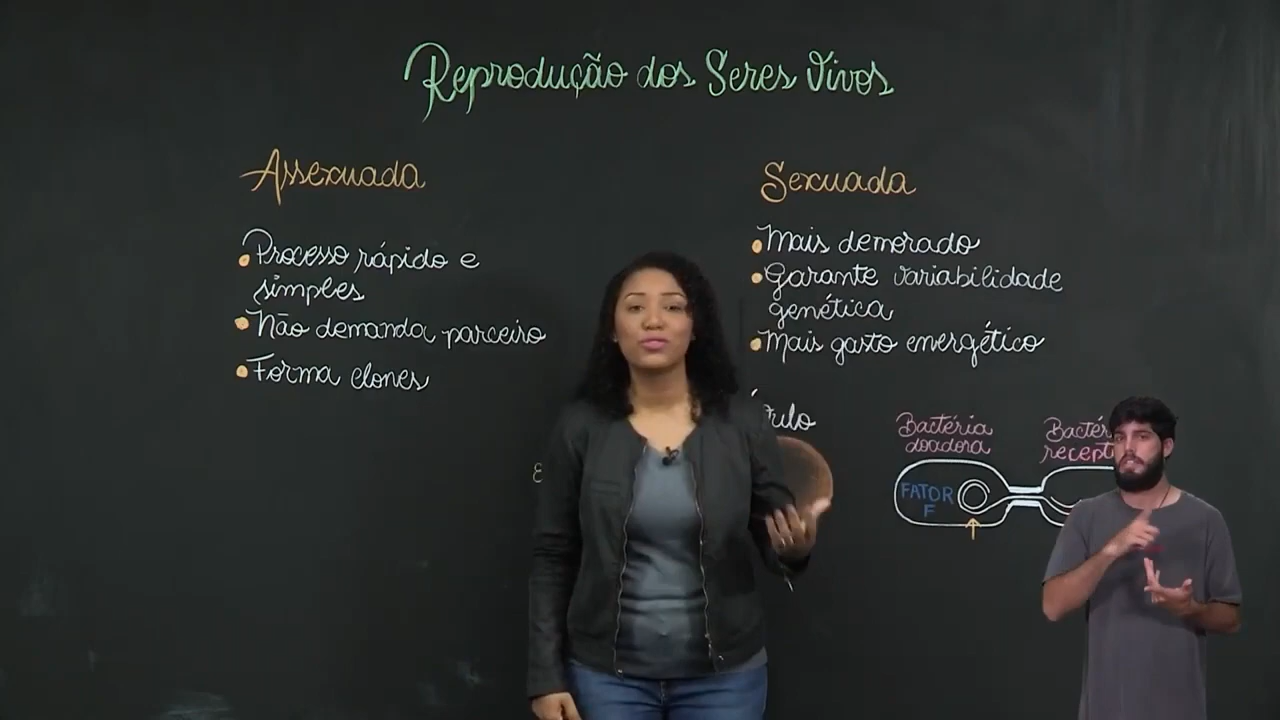 Reprodução dos Seres Vivos
Assexuada
Processo rápido e
simples
Não demanda parceiro
Forma clones
Sexuada
Mais demorado
Garante variabilidade
genética
Mais gasto energético
Bactéria
doadora
FATOR
F